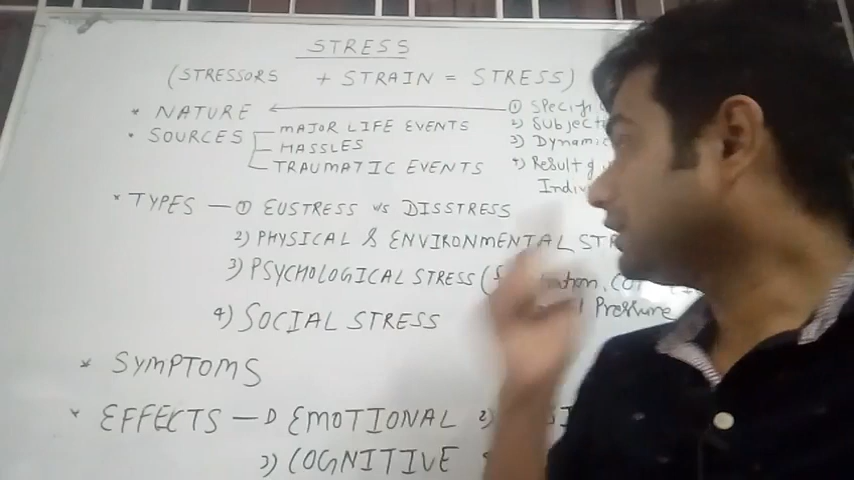 STRESS
(STRESSORS + STRAIN = STRESS)
* NATURE ① Specific
* SOURCES MAJOR LIFE EVENTS 2) Subject
HASSLES 3) Dynamic
TRAUMATIC EVENTS 4) Result of
* TYPES — ① EUSTRESS v/s DISSTRESS
2) PHYSICAL & ENVIRONMENTAL STR
3) PSYCHOLOGICAL STRESS (
Pressure
4) SOCIAL STRESS
* SYMPTOMS
* EFFECTS — 1) EMOTIONAL 2)
3) COGNITIVE